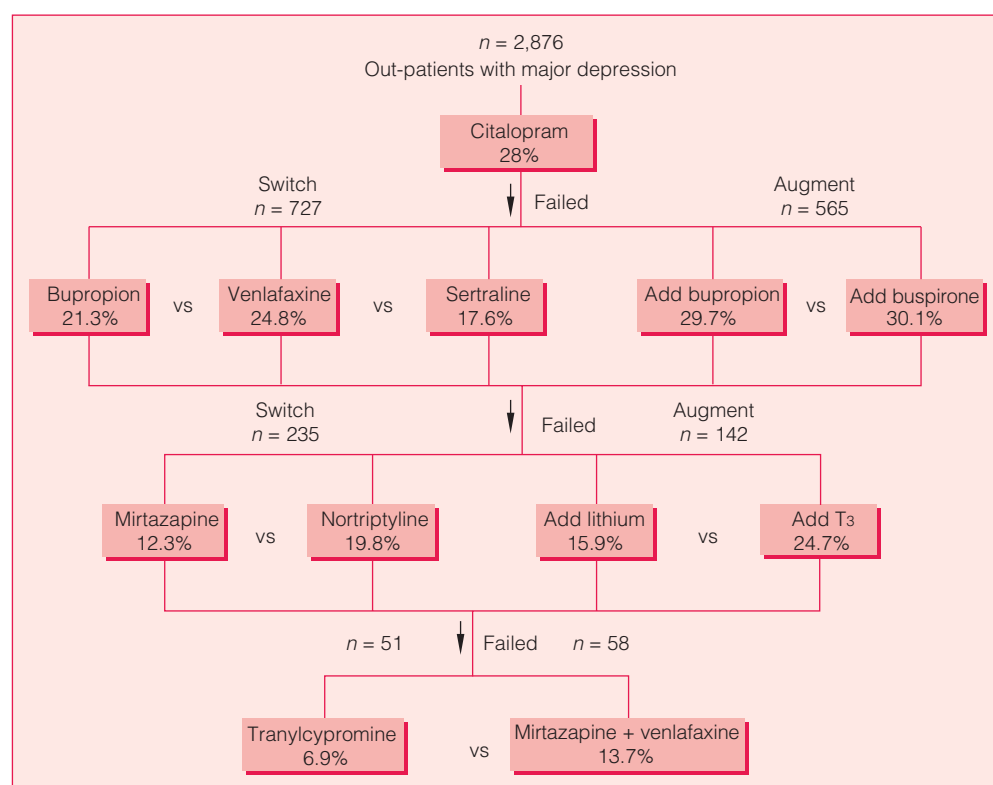 n = 2,876
Out-patients with major depression
Citalopram
28%
Failed
Switch
n = 727
Augment
n = 565
Bupropion
21.3%
vs
Venlafaxine
24.8%
vs
Sertraline
17.6%
Add bupropion
29.7%
vs
Add buspirone
30.1%
Failed
Switch
n = 235
Augment
n = 142
Mirtazapine
12.3%
vs
Nortriptyline
19.8%
Add lithium
15.9%
vs
Add T3
24.7%
n = 51
Failed
n = 58
Tranylcypromine
6.9%
vs
Mirtazapine + venlafaxine
13.7%